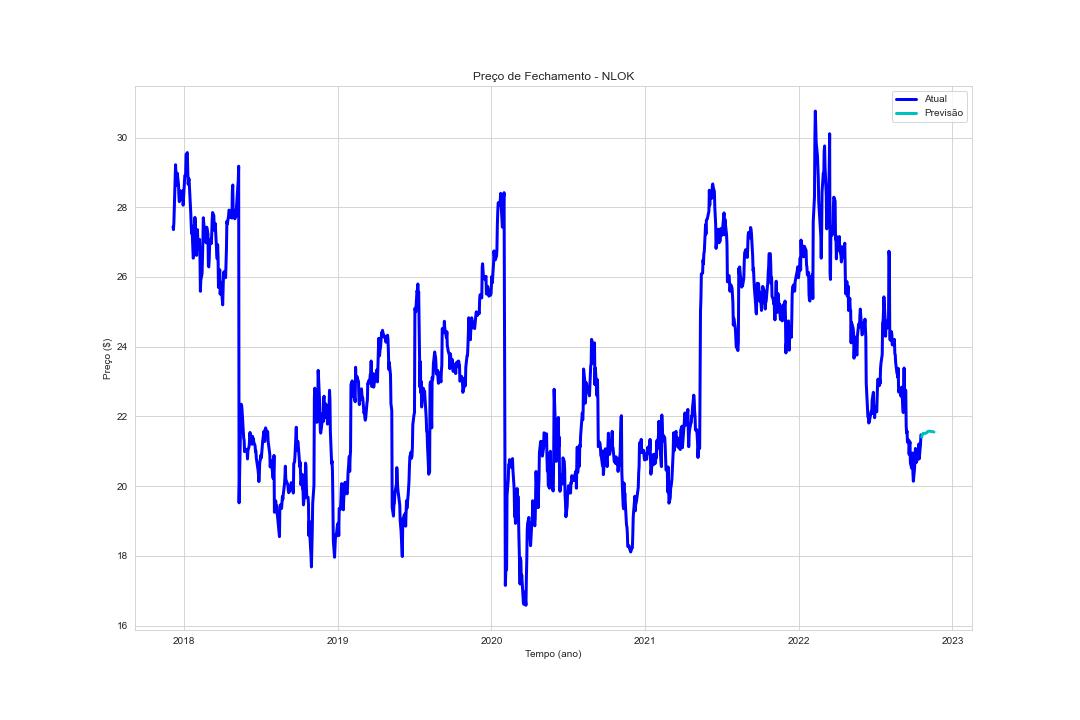 Preço de Fechamento - NLOK
Atual
Previsão
30
28
26
24
22
20
18
16
Preço ($)
2018
2019
2020
2021
2022
2023
Tempo (ano)